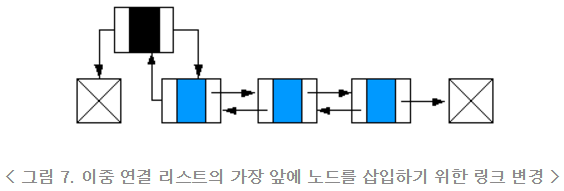 < 그림 7. 이중 연결 리스트의 가장 앞에 노드를 삽입하기 위한 링크 변경 >